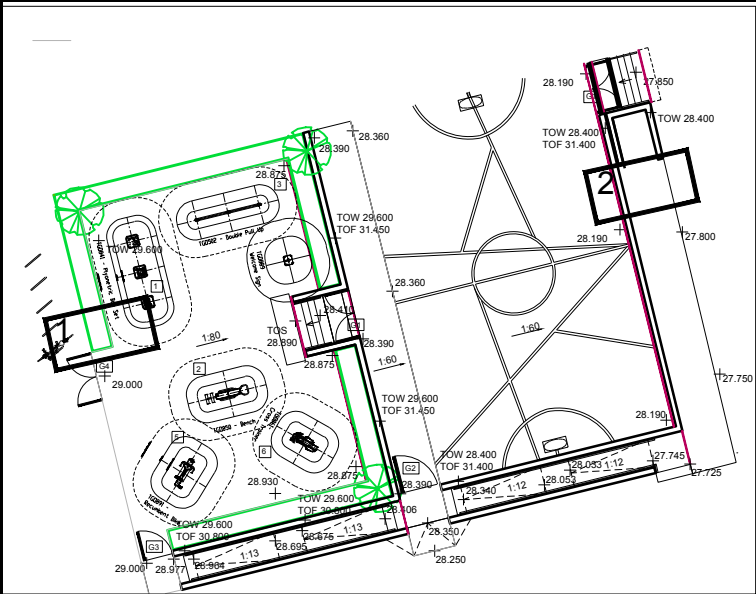 28.190
27.850
G
TOW 28.400
TOW 28.400
TOF 31.400
28.360
28.390
28.875
3
2
TOW 29.600
TOF 31.450
28.190
27.800
TOW 29.600
1
28.360
28.410
TOS
28.890
G1
28.390
1:80
1:60
1:60
28.875
G4
29.000
2
27.750
TOW 29.600
TOF 31.450
5
6
28.190
TOW 28.400
TOF 31.400
27.745
27.725
28.053
1:12
28.053
1:12
28.340
G2
28.390
28.875
28.930
TOW 29.600
TOF 30.800
28.406
28.350
28.250
TOW 29.600
TOF 30.800
28.675
1:13
28.695
1:13
G3
29.000
28.977
28.964